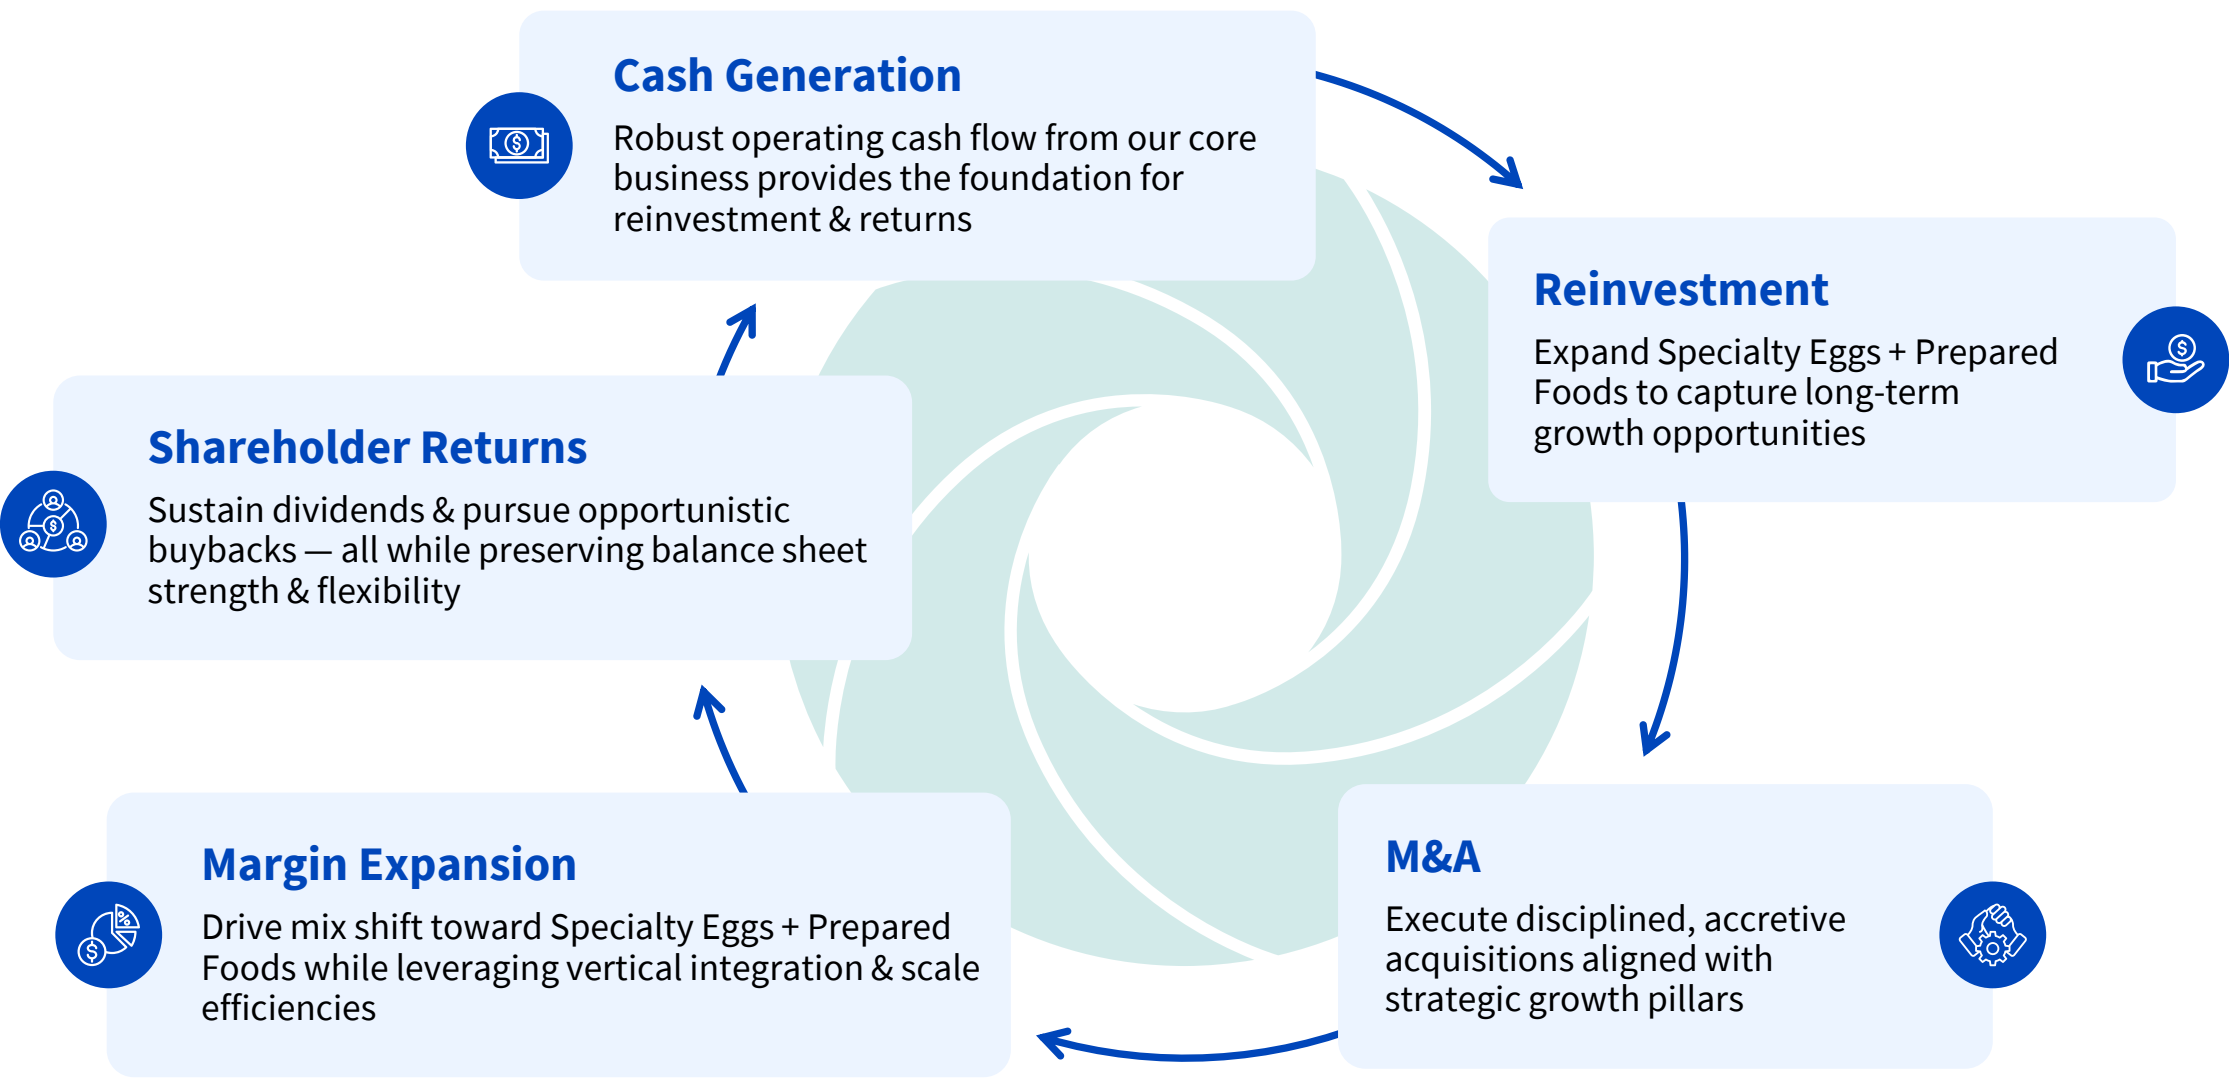 Cash Generation
Robust operating cash flow from our core
business provides the foundation for
reinvestment & returns
Reinvestment
Expand Specialty Eggs + Prepared
Foods to capture long-term
growth opportunities
M&A
Execute disciplined, accretive
acquisitions aligned with
strategic growth pillars
Margin Expansion
Drive mix shift toward Specialty Eggs + Prepared
Foods while leveraging vertical integration & scale
efficiencies
Shareholder Returns
Sustain dividends & pursue opportunistic
buybacks — all while preserving balance sheet
strength & flexibility